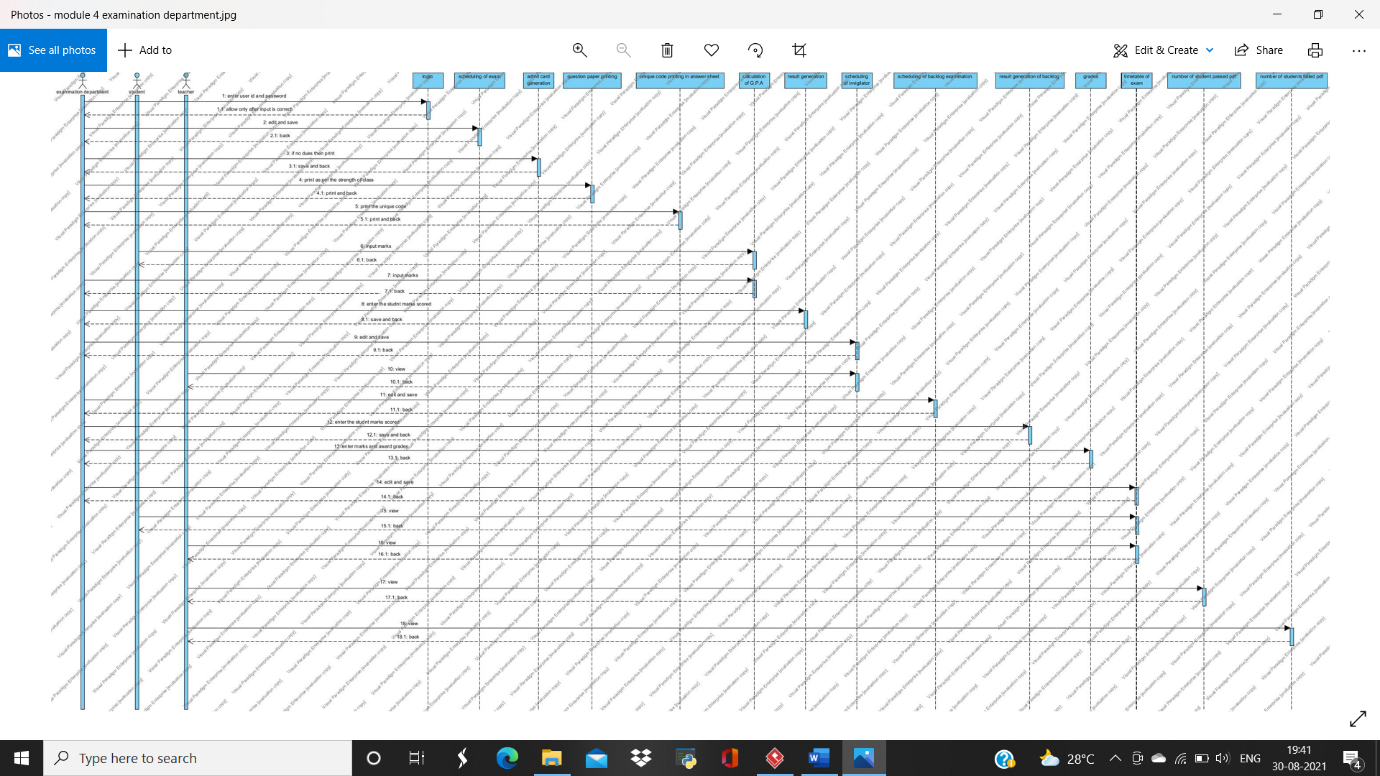 Photos - module 4 examination department.jpg
See all photos
Add to
Edit & Create
Share
login
scheduling of exam
admit card
generation
question paper printing
unique code printing in answer sheet
calculation
of G.P.A
result generation
scheduling
of invigilator
scheduling of backlog examination
result generation of backlog
grades
timetable of
exam
number of student passed pdf
number of students failed pdf
examination department
student
teacher
1: enter user id and password
1.1: allow only after input is correct
2: edit and save
2.1: back
3: if no dues then print
3.1: save and back
4: print as per the strength of class
4.1: print and back
5: print the unique code
5.1: print and back
6: input marks
6.1: back
7: input marks
7.1: back
8: enter the studnt marks scored
8.1: save and back
9: edit and save
9.1: back
10: view
10.1: back
11: edit and save
11.1: back
12: enter the studnt marks scored
12.1: save and back
13: enter marks and award grades
13.1: back
14: edit and save
14.1: back
15: view
15.1: back
16: view
16.1: back
17: view
17.1: back
18: view
18.1: back
Visual Paradigm Enterprise [evaluation copy]
Type here to search
28°C
ENG
19:41
30-08-2021
4